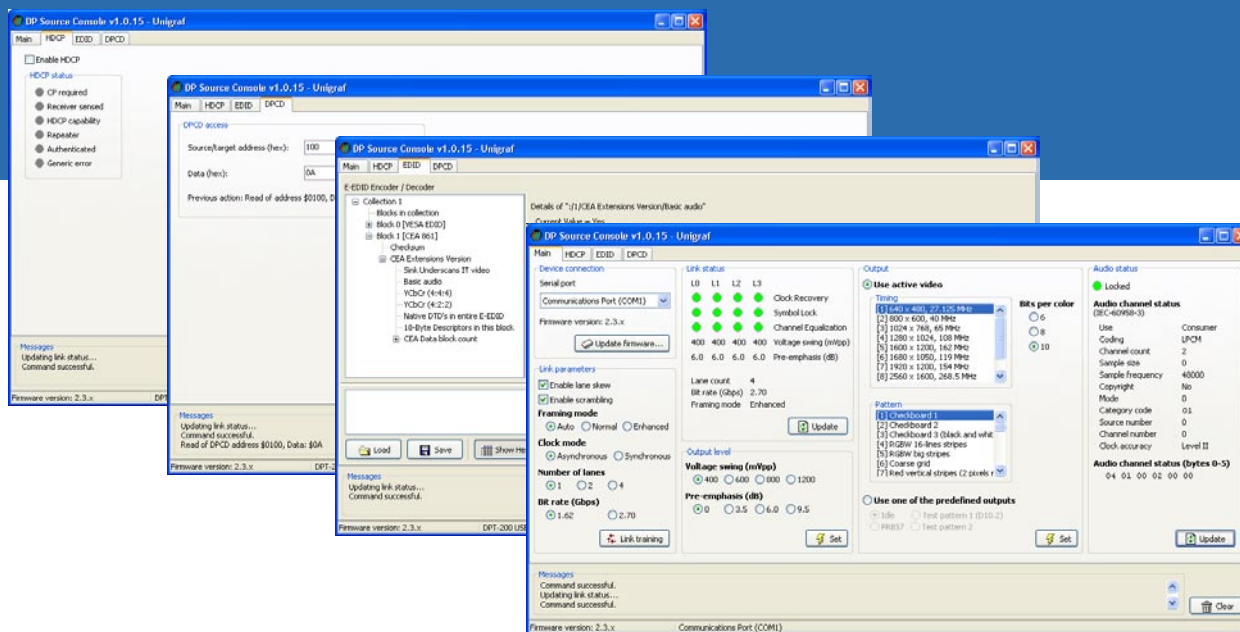 DP Source Console v1.0.15 - Unigraf
Main HDCP EDID DPCD
Enable HDCP
HDCP status
CP required
Receiver sensed
HDCP capability
Repeater
Authenticated
Generic error
Messages
Updating link status...
Command successful.
Firmware version: 2.3.x DPT
DP Source Console v1.0.15 - Unigraf
Main HDCP EDID DPCD
DPCD access
Source/target address (hex): 100
Data (hex): 0A
Previous action: Read of address $0100, D
Messages
Updating link status...
Command successful.
Read of DPCD address $0100, Data: $0A
Firmware version: 2.3.x DPT-2
DP Source Console v1.0.15 - Unigraf
Main HDCP EDID DPCD
E-EDID Encoder / Decoder
Collection 1
Blocks in collection
Block 0 [VESA EDID]
Block 1 [CEA 861]
Checksum
CEA Extensions Version
Sink Underscans IT video
Basic audio
YCbCr (4:4:4)
YCbCr (4:2:2)
Native DTD's in entire E-EDID
18-Byte Descriptors in this block
CEA Data block count
Details of ":/1/CEA Extensions Version/Basic audio"
Current Value = Yes
Load Save Show He
Messages
Updating link status...
Command successful.
Firmware version: 2.3.x DPT-200 USB
DP Source Console v1.0.15 - Unigraf
Main HDCP EDID DPCD
Device connection
Serial port
Communications Port (COM1)
Firmware version: 2.3.x
Update firmware...
Link parameters
Enable lane skew
Enable scrambling
Framing mode
Auto Normal Enhanced
Clock mode
Asynchronous Synchronous
Number of lanes
1 2 4
Bit rate (Gbps)
1.62 2.70
Link training
Link status
L0 L1 L2 L3
Clock Recovery
Symbol Lock
Channel Equalization
400 400 400 400 Voltage swing (mVpp)
6.0 6.0 6.0 6.0 Pre-emphasis (dB)
Lane count 4
Bit rate (Gbps) 2.70
Framing mode Enhanced
Update
Output level
Voltage swing (mVpp)
400 600 800 1200
Pre-emphasis (dB)
0 3.5 6.0 9.5
Set
Output
Use active video
Timing
[1] 640 x 480, 27.125 MHz
[2] 800 x 600, 40 MHz
[3] 1024 x 768, 65 MHz
[4] 1280 x 1024, 108 MHz
[5] 1600 x 1200, 162 MHz
[6] 1680 x 1050, 119 MHz
[7] 1920 x 1200, 154 MHz
[8] 2560 x 1600, 268.5 MHz
Bits per color
6
8
10
Pattern
[1] Checkboard 1
[2] Checkboard 2
[3] Checkboard 3 (black and whit
[4] RGBW 16-lines stripes
[5] RGBW big stripes
[6] Coarse grid
[7] Red vertical stripes (2 pixels r
Use one of the predefined outputs
Idle Test pattern 1 (D10.2)
PRBS7 Test pattern 2
Set
Audio status
Locked
Audio channel status
(IEC-60958-3)
Use Consumer
Coding LPCM
Channel count 2
Sample size 0
Sample frequency 48000
Copyright No
Mode 0
Category code 01
Source number 0
Channel number 0
Clock accuracy Level II
Audio channel status (bytes 0-5)
04 01 00 02 00 00
Update
Messages
Command successful.
Updating link status...
Command successful.
Clear
Firmware version: 2.3.x Communications Port (COM1)